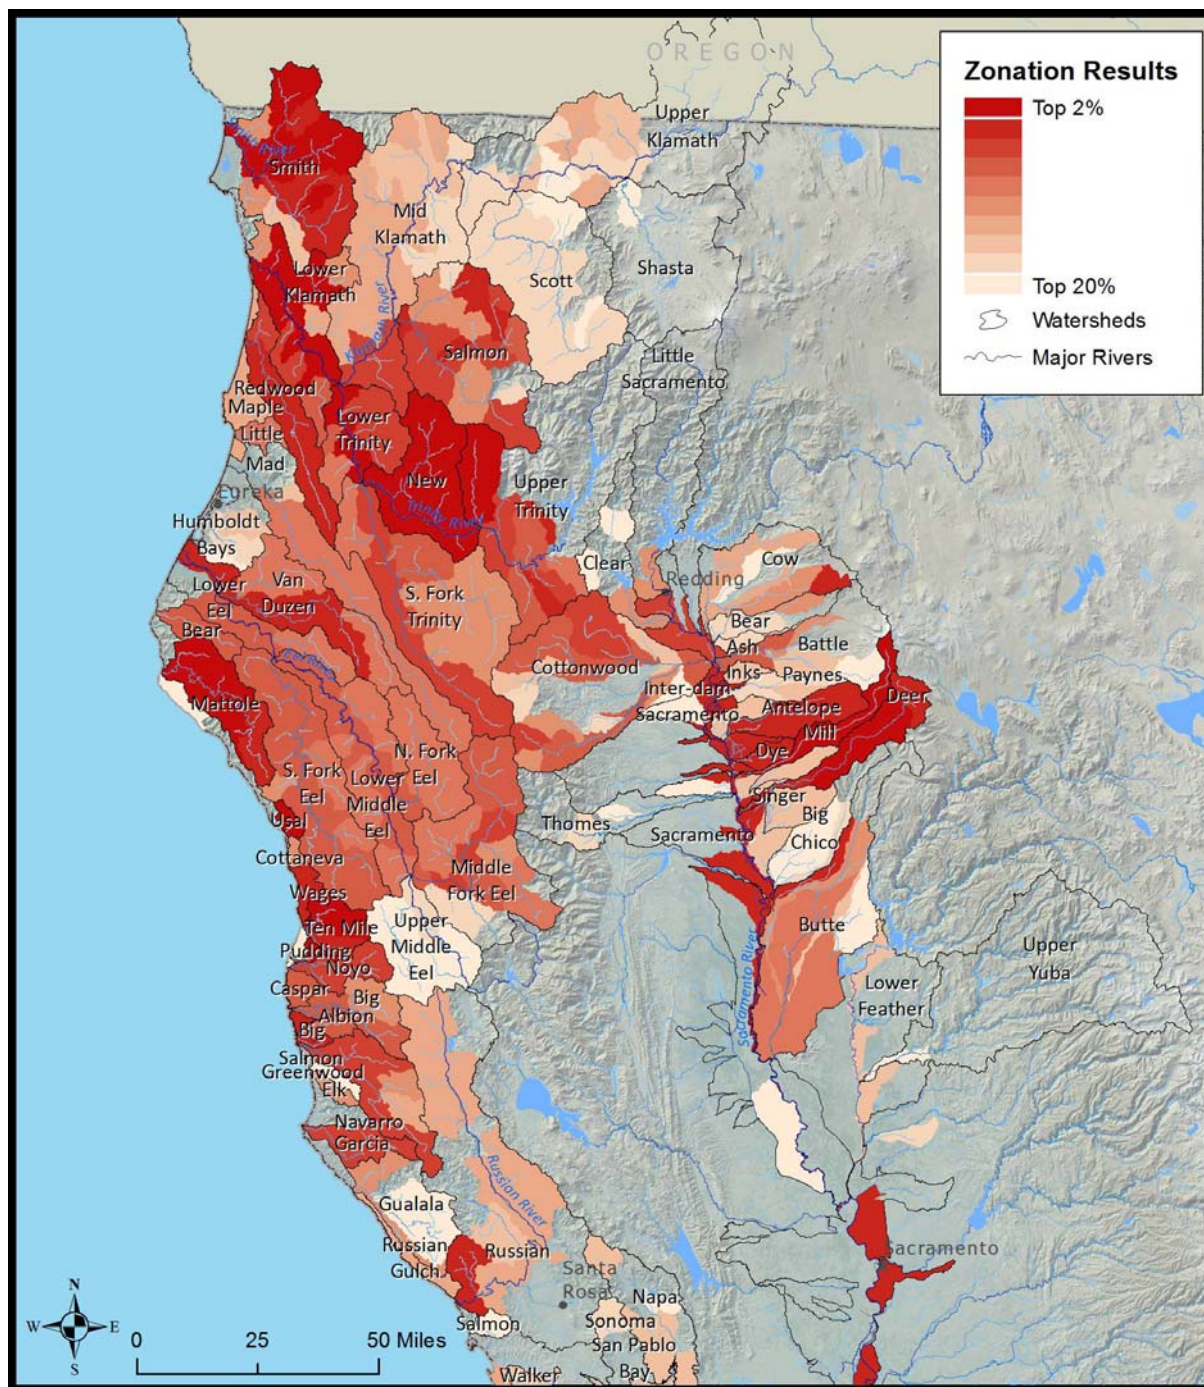 OREGON
Zonation Results
Top 2%
Top 20%
Watersheds
Major Rivers
Upper
Klamath
Smith River
Smith
Mid
Klamath
Lower
Klamath
Scott
Shasta
Klamath River
Salmon
Little
Sacramento
Redwood
Maple
Little
Lower
Trinity
Mad
New
Eureka
Trinity River
Upper
Trinity
Humboldt
Bays
Clear
Cow
Redding
Lower
Eel
Van
Duzen
S. Fork
Trinity
Bear
Bear
Ash
Battle
Eel River
Cottonwood
Inks
Paynes
Mattole
Inter-dam
Sacramento
Antelope
Deer
Mill
Dye
N. Fork
Eel
S. Fork
Eel
Lower
Middle
Eel
Singer
Big
Chico
Usal
Thomes
Sacramento
Cottaneva
Middle
Fork Eel
Wages
Ten Mile
Upper
Middle
Eel
Butte
Pudding
Noyo
Upper
Yuba
Caspar
Big
Albion
Big
Sacramento River
Lower
Feather
Salmon
Greenwood
Elk
Navarro
Garcia
Russian River
Gualala
Russian
Gulch
Russian
Sacramento
Santa
Rosa
Napa
Salmon
Sonoma
San Pablo
Bay
Walker
N
W
E
S
0 25 50 Miles